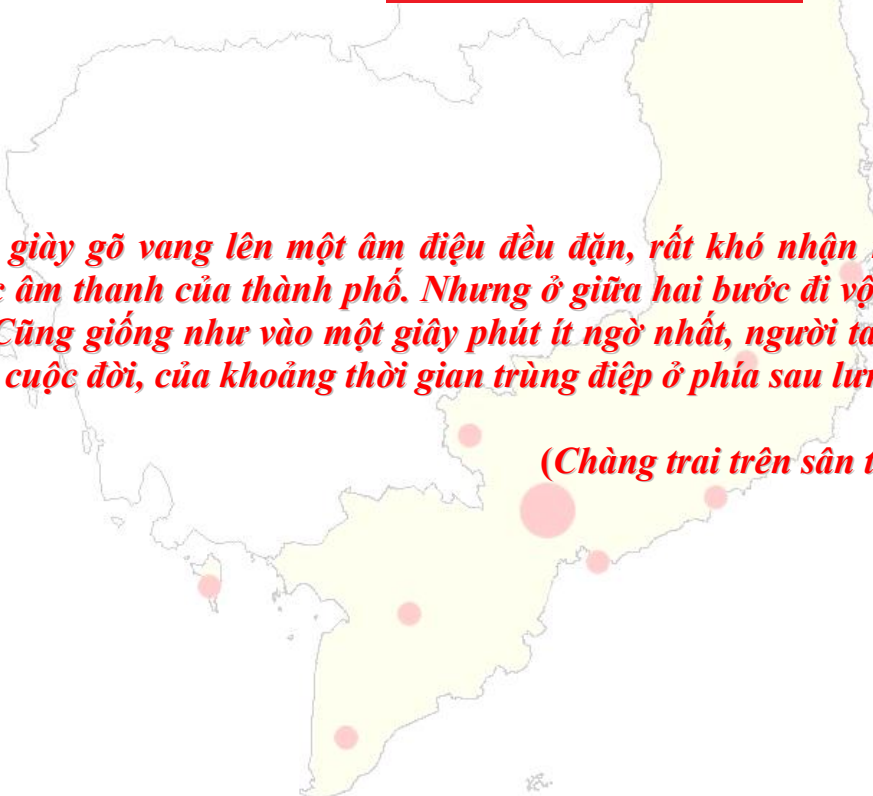 giày gõ vang lên một âm điệu đều đặn, rất khó nhận
âm thanh của thành phố. Nhưng ở giữa hai bước đi
Cũng giống như vào một giây phút ít ngờ nhất, người ta
cuộc đời, của khoảng thời gian trùng điệp ở phía sau
(Chàng trai trên sân